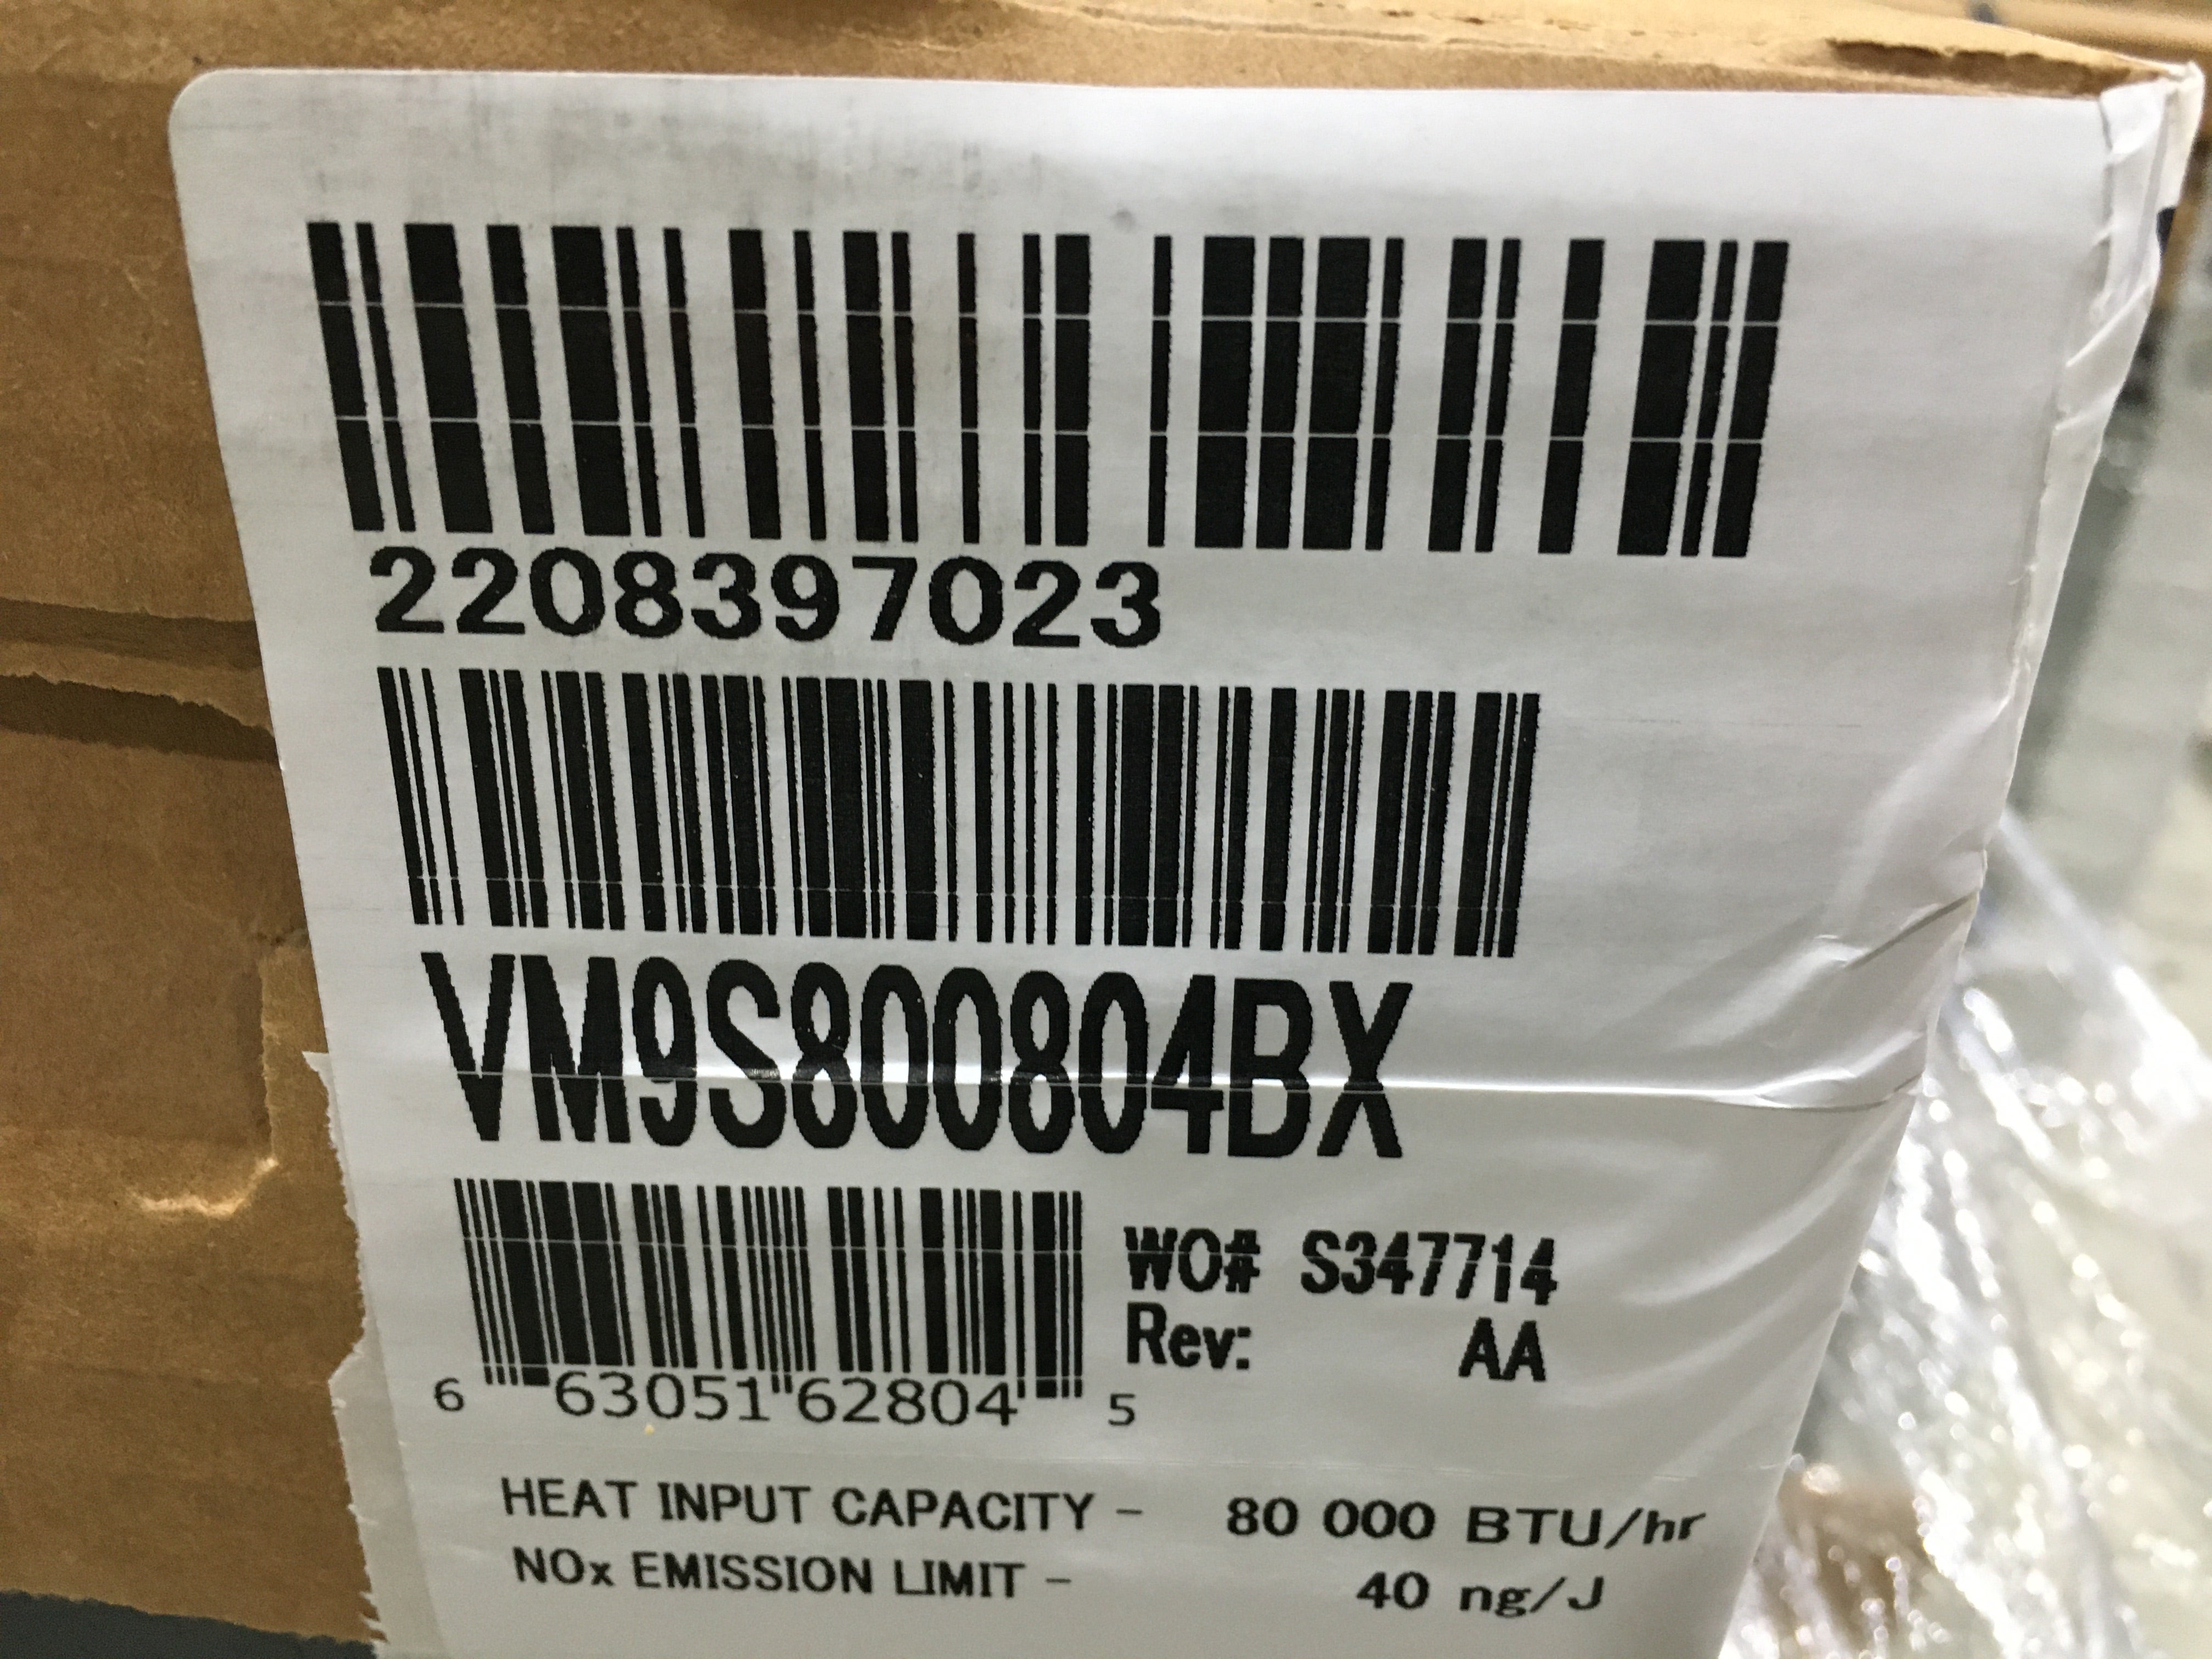 2208397023
VM9S800804BX
WO# S347714
Rev: AA
6 63051 62804 5
HEAT INPUT CAPACITY - 80 000 BTU/hr
NOx EMISSION LIMIT - 40 ng/J